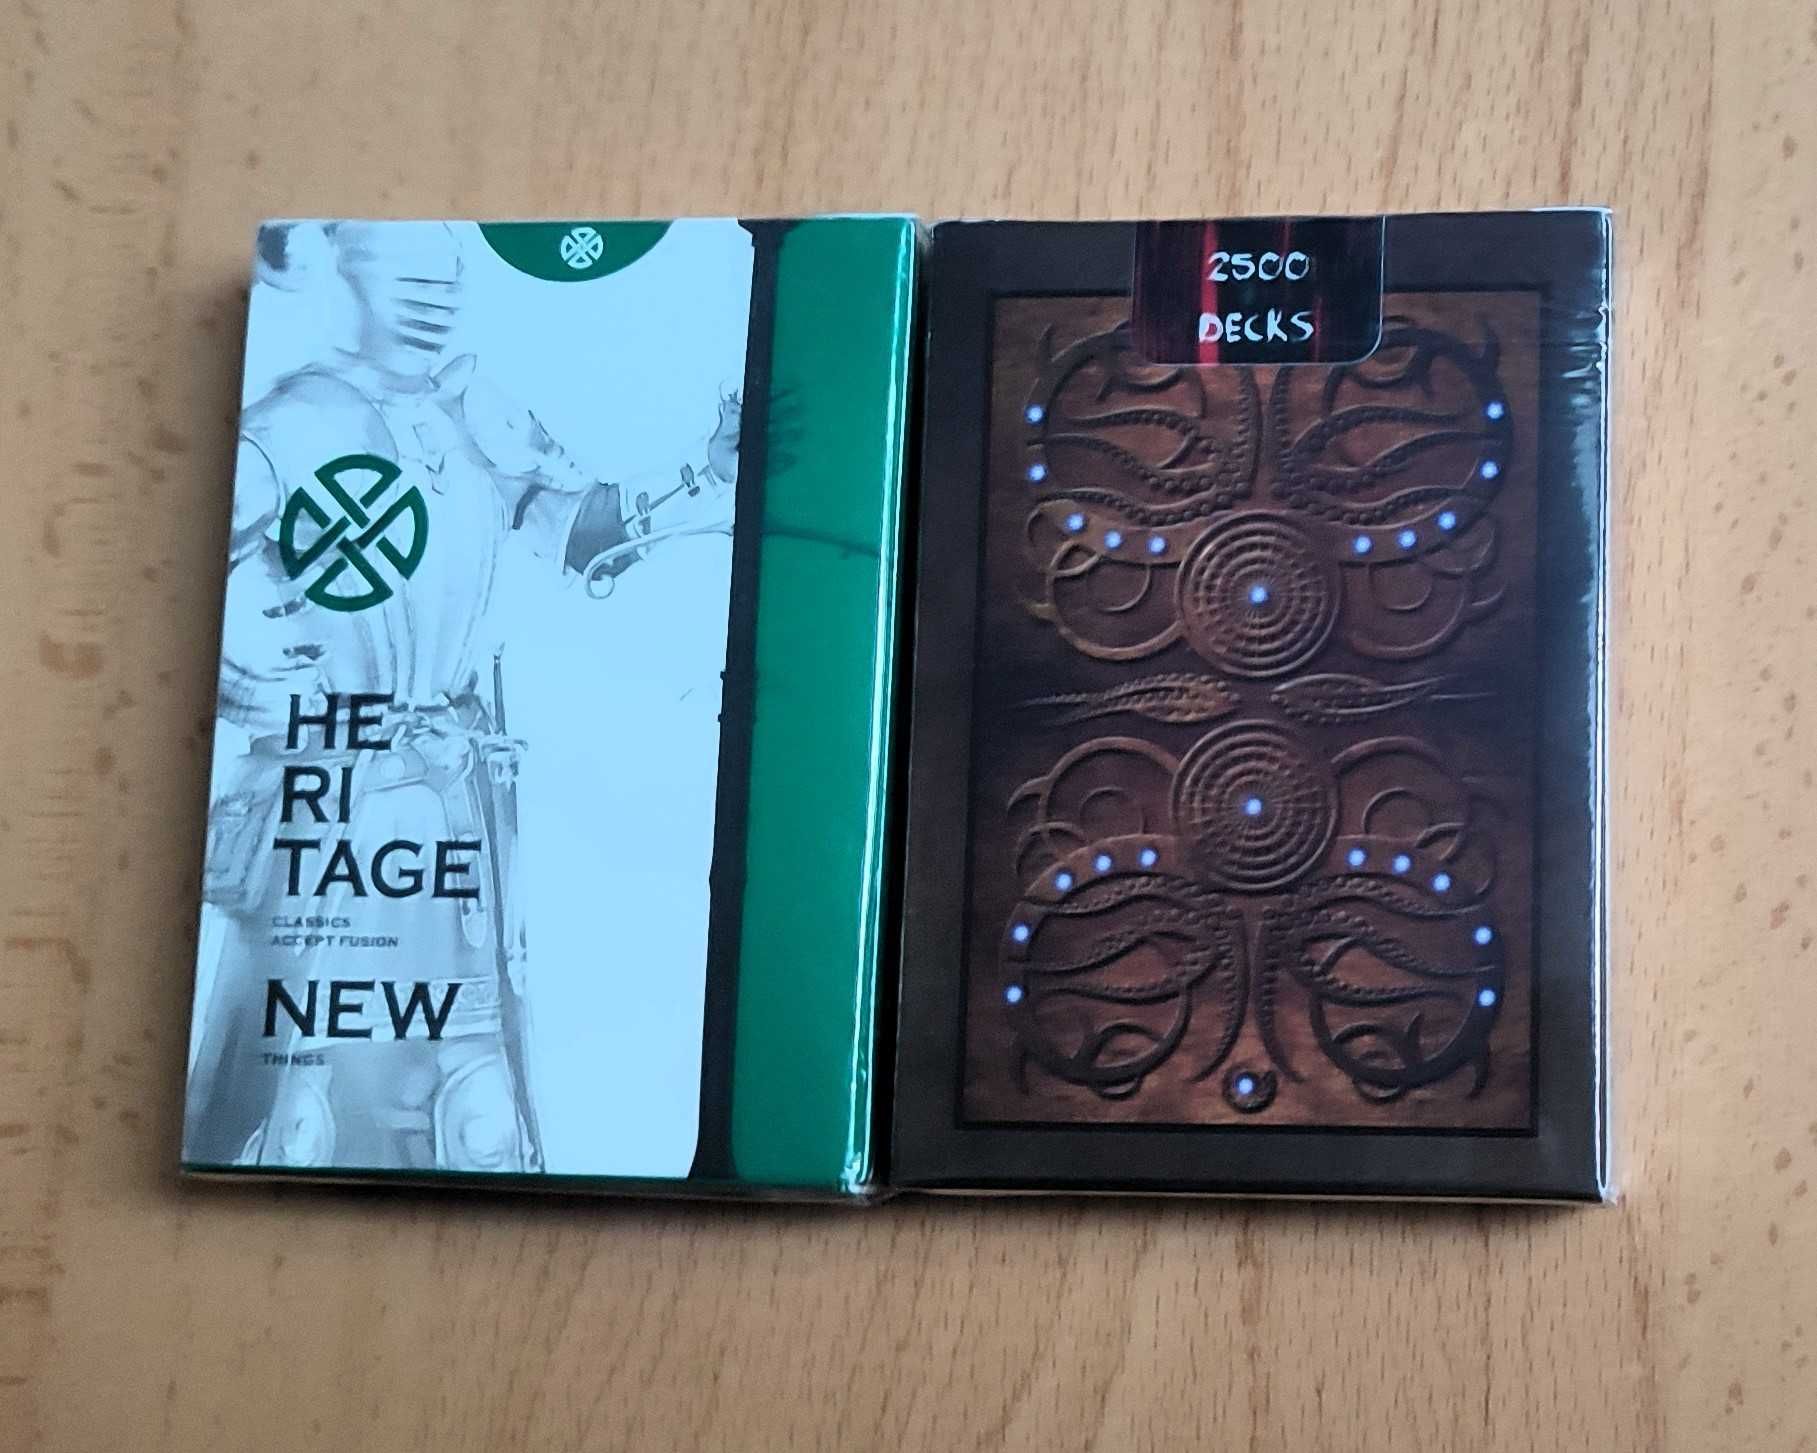 HE
RI
TAGE
CLASSICS
ACCEPT FUSION
NEW
THINGS
2500
DECKS